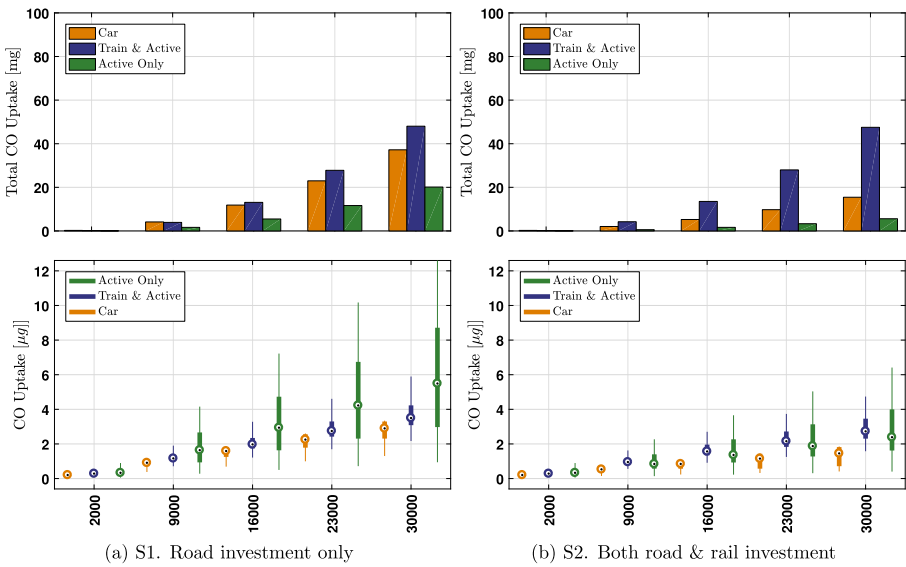 100
80
60
40
20
0
Total CO Uptake [mg]
Car
Train & Active
Active Only
100
80
60
40
20
0
Total CO Uptake [mg]
Car
Train & Active
Active Only
12
10
8
6
4
2
0
CO Uptake [μg]]
Active Only
Train & Active
Car
2000
9000
16000
23000
30000
12
10
8
6
4
2
0
CO Uptake [μg]]
Active Only
Train & Active
Car
2000
9000
16000
23000
30000
(a) S1. Road investment only
(b) S2. Both road & rail investment